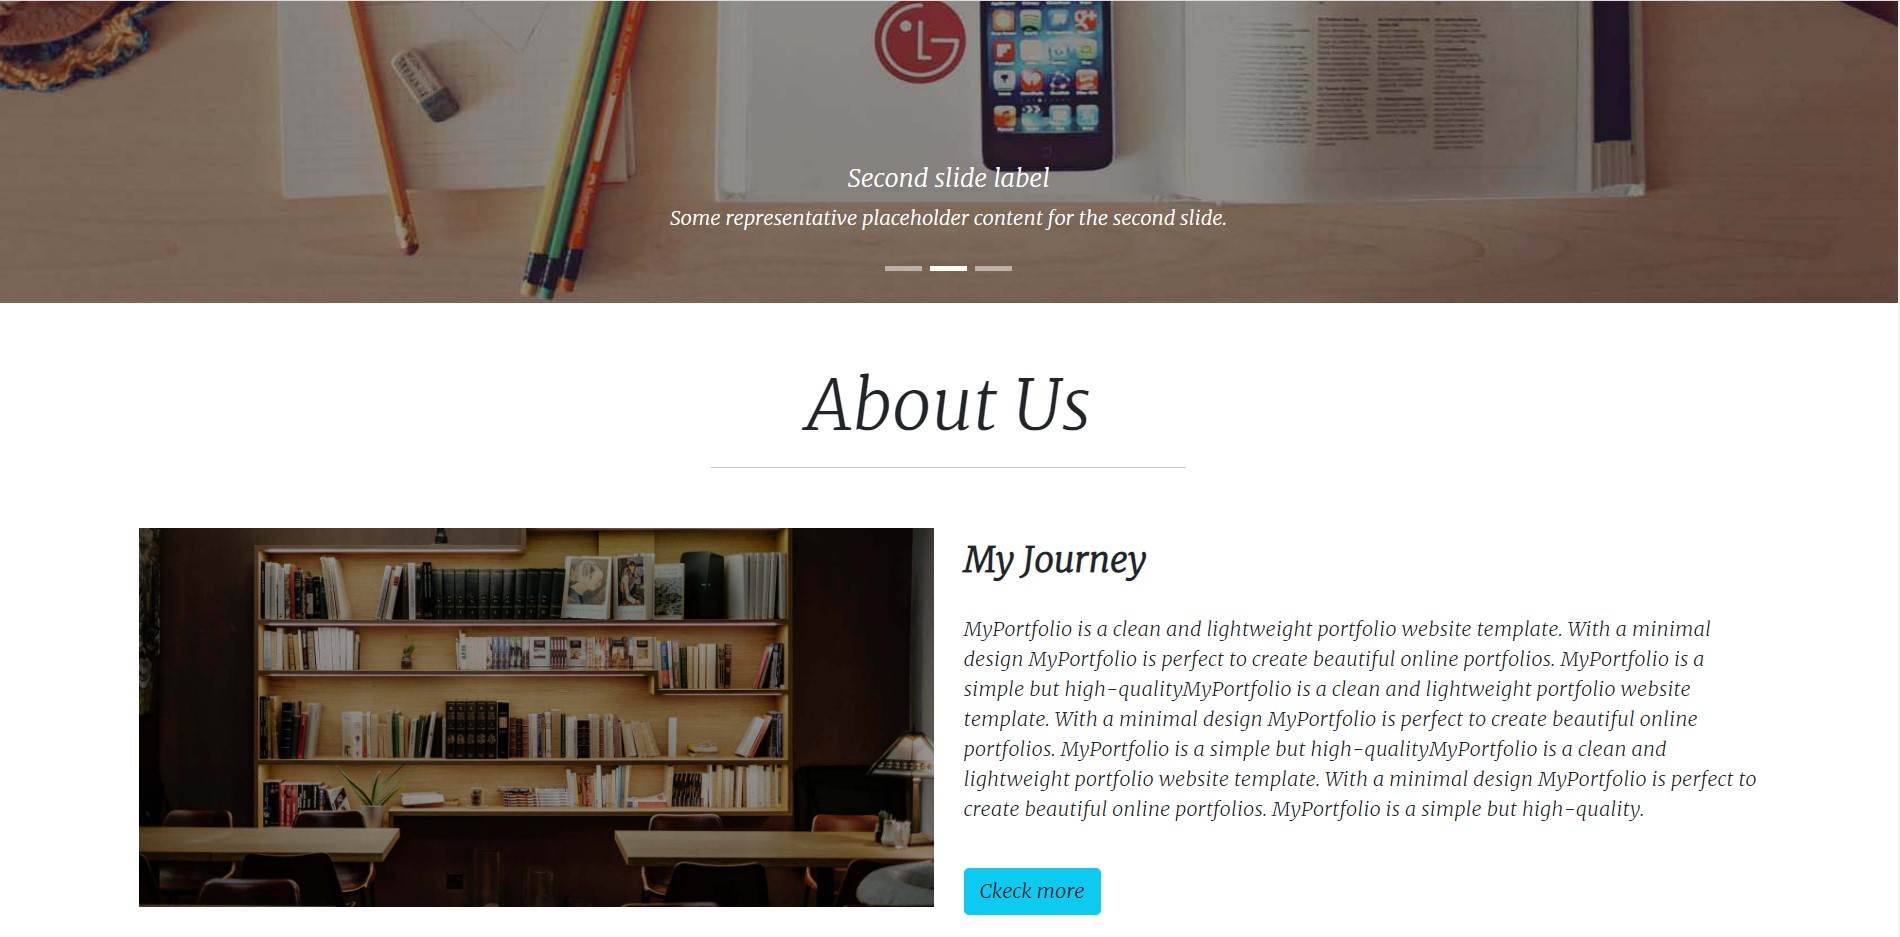 LG
Second slide label
Some representative placeholder content for the second slide.
About Us
My Journey
MyPortfolio is a clean and lightweight portfolio website template. With a minimal
design MyPortfolio is perfect to create beautiful online portfolios. MyPortfolio is a
simple but high-qualityMyPortfolio is a clean and lightweight portfolio website
template. With a minimal design MyPortfolio is perfect to create beautiful online
portfolios. MyPortfolio is a simple but high-qualityMyPortfolio is a clean and
lightweight portfolio website template. With a minimal design MyPortfolio is perfect to
create beautiful online portfolios. MyPortfolio is a simple but high-quality.
Ckeck more